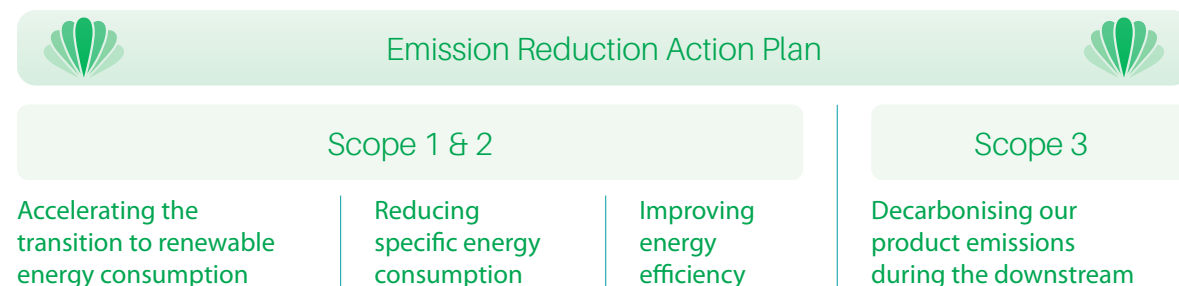 Emission Reduction Action Plan
Scope 1 & 2
Scope 3
Accelerating the
transition to renewable
energy consumption
Reducing
specific energy
consumption
Improving
energy
efficiency
Decarbonising our
product emissions
during the downstream